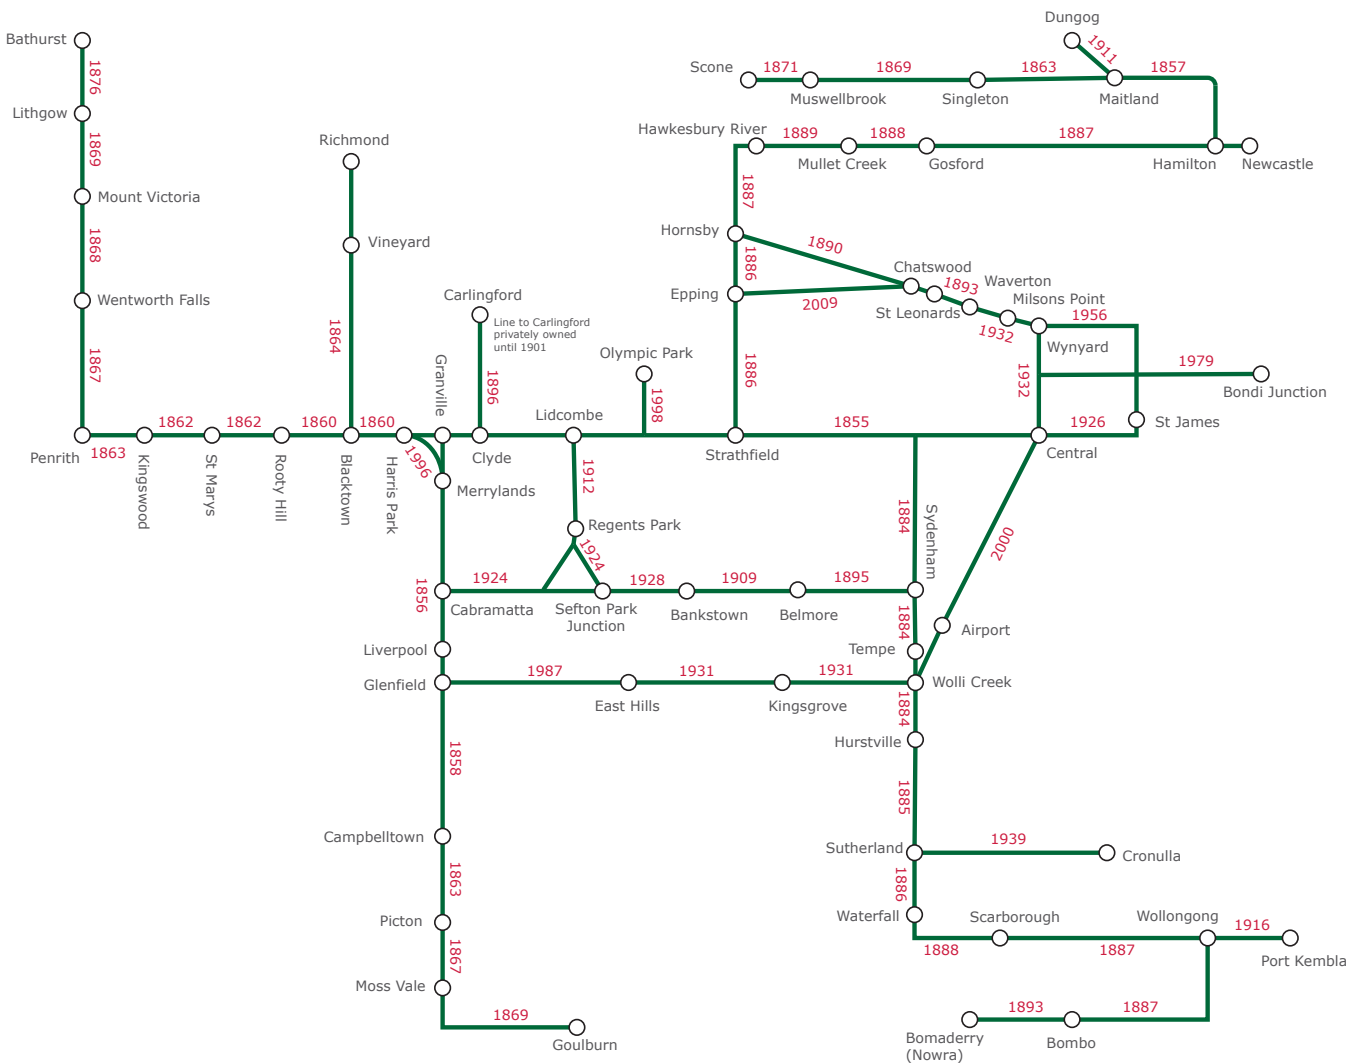 Dungog
Bathurst
1911
Scone
1871
1869
1863
1857
1876
Muswellbrook
Singleton
Maitland
Lithgow
Hawkesbury River
1889
1888
1887
Richmond
1869
Mullet Creek
Gosford
Hamilton
Newcastle
Mount Victoria
1887
Hornsby
Vineyard
1868
1890
1886
Chatswood
Waverton
Wentworth Falls
Carlingford
Epping
2009
1893
Milsons Point
St Leonards
1956
Line to Carlingford
privately owned
until 1901
1932
Wynyard
1864
Olympic Park
1979
1867
Granville
1896
1886
1932
Bondi Junction
1998
Lidcombe
1862
1862
1860
1860
1855
1926
St James
Penrith
1863
Kingswood
St Marys
Rooty Hill
Blacktown
Harris Park
1996
Clyde
Strathfield
Central
1912
Merrylands
1884
Sydenham
2000
Regents Park
1924
1856
1924
1928
1909
1895
Cabramatta
Sefton Park
Junction
Bankstown
Belmore
1884
Airport
Liverpool
Tempe
Glenfield
1987
1931
1931
Wolli Creek
East Hills
Kingsgrove
1884
Hurstville
1858
1885
Campbelltown
Sutherland
1939
Cronulla
1863
1886
Picton
Waterfall
Scarborough
Wollongong
1916
1888
1887
Port Kembla
1867
Moss Vale
1869
1893
1887
Goulburn
Bomaderry
(Nowra)
Bombo